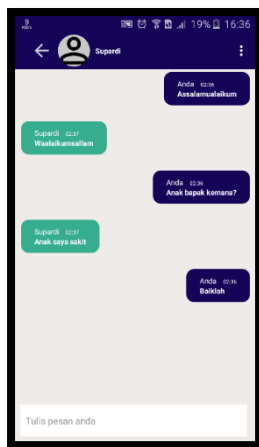 19% 16:36
Supardi
Anda 02:36
Assalamualaikum
Supardi 02:37
Waalaikumsallam
Anda 02:36
Anak bapak kemana?
Supardi 02:37
Anak saya sakit
Anda 02:36
Baiklah
Tulis pesan anda